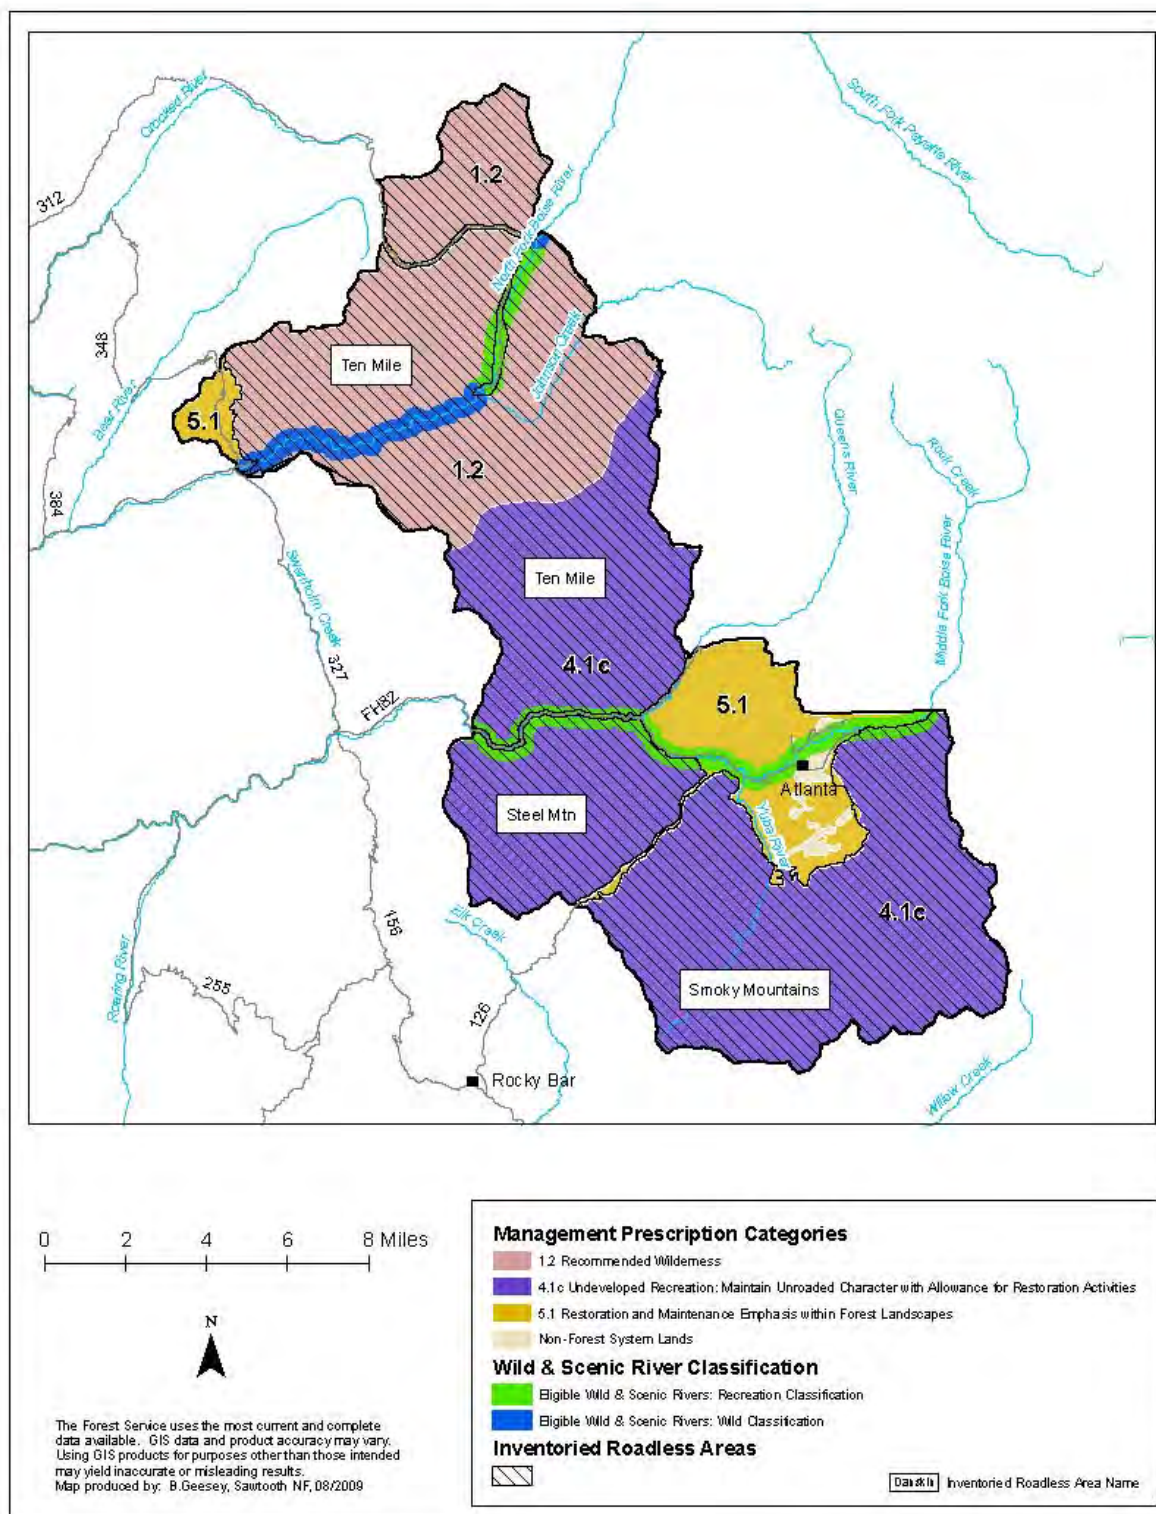 Crooked River
South Fork Payette River
312
1.2
North Fork Boise River
348
Ten Mile
Johnson Creek
Bear River
5.1
Queens River
Rook Creek
1.2
384
Middle Fork Boise River
Swanholm Creek
Ten Mile
327
4.1c
FH82
5.1
Atlanta
Steel Mtn
Yuba River
3
156
Elk Creek
4.1c
Roaring River
255
Smoky Mountains
126
Rocky Bar
Willow Creek
0 2 4 6 8 Miles
N
The Forest Service uses the most current and complete
data available. GIS data and product accuracy may vary.
Using GIS products for purposes other than those intended
may yield inaccurate or misleading results.
Map produced by: B.Geesey, Sawtooth NF, 08/2009
Management Prescription Categories
1.2 Recommended Wilderness
4.1c Undeveloped Recreation: Maintain Unroaded Character with Allowance for Restoration Activities
5.1 Restoration and Maintenance Emphasis within Forest Landscapes
Non-Forest System Lands
Wild & Scenic River Classification
Eligible Wild & Scenic Rivers: Recreation Classification
Eligible Wild & Scenic Rivers: Wild Classification
Inventoried Roadless Areas
Danskin Inventoried Roadless Area Name